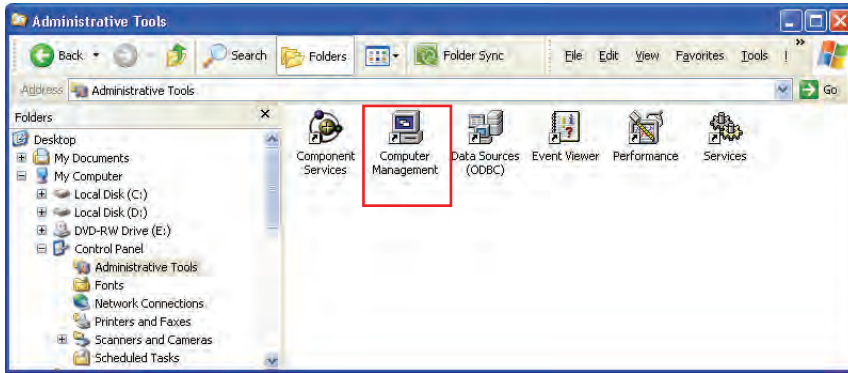 Administrative Tools
Back Search Folders Folder Sync File Edit View Favorites Tools »
Address Administrative Tools Go
Folders
Desktop
My Documents
My Computer
Local Disk (C:)
Local Disk (D:)
DVD-RW Drive (E:)
Control Panel
Administrative Tools
Fonts
Network Connections
Printers and Faxes
Scanners and Cameras
Scheduled Tasks
Component Services
Computer Management
Data Sources (ODBC)
Event Viewer
Performance
Services